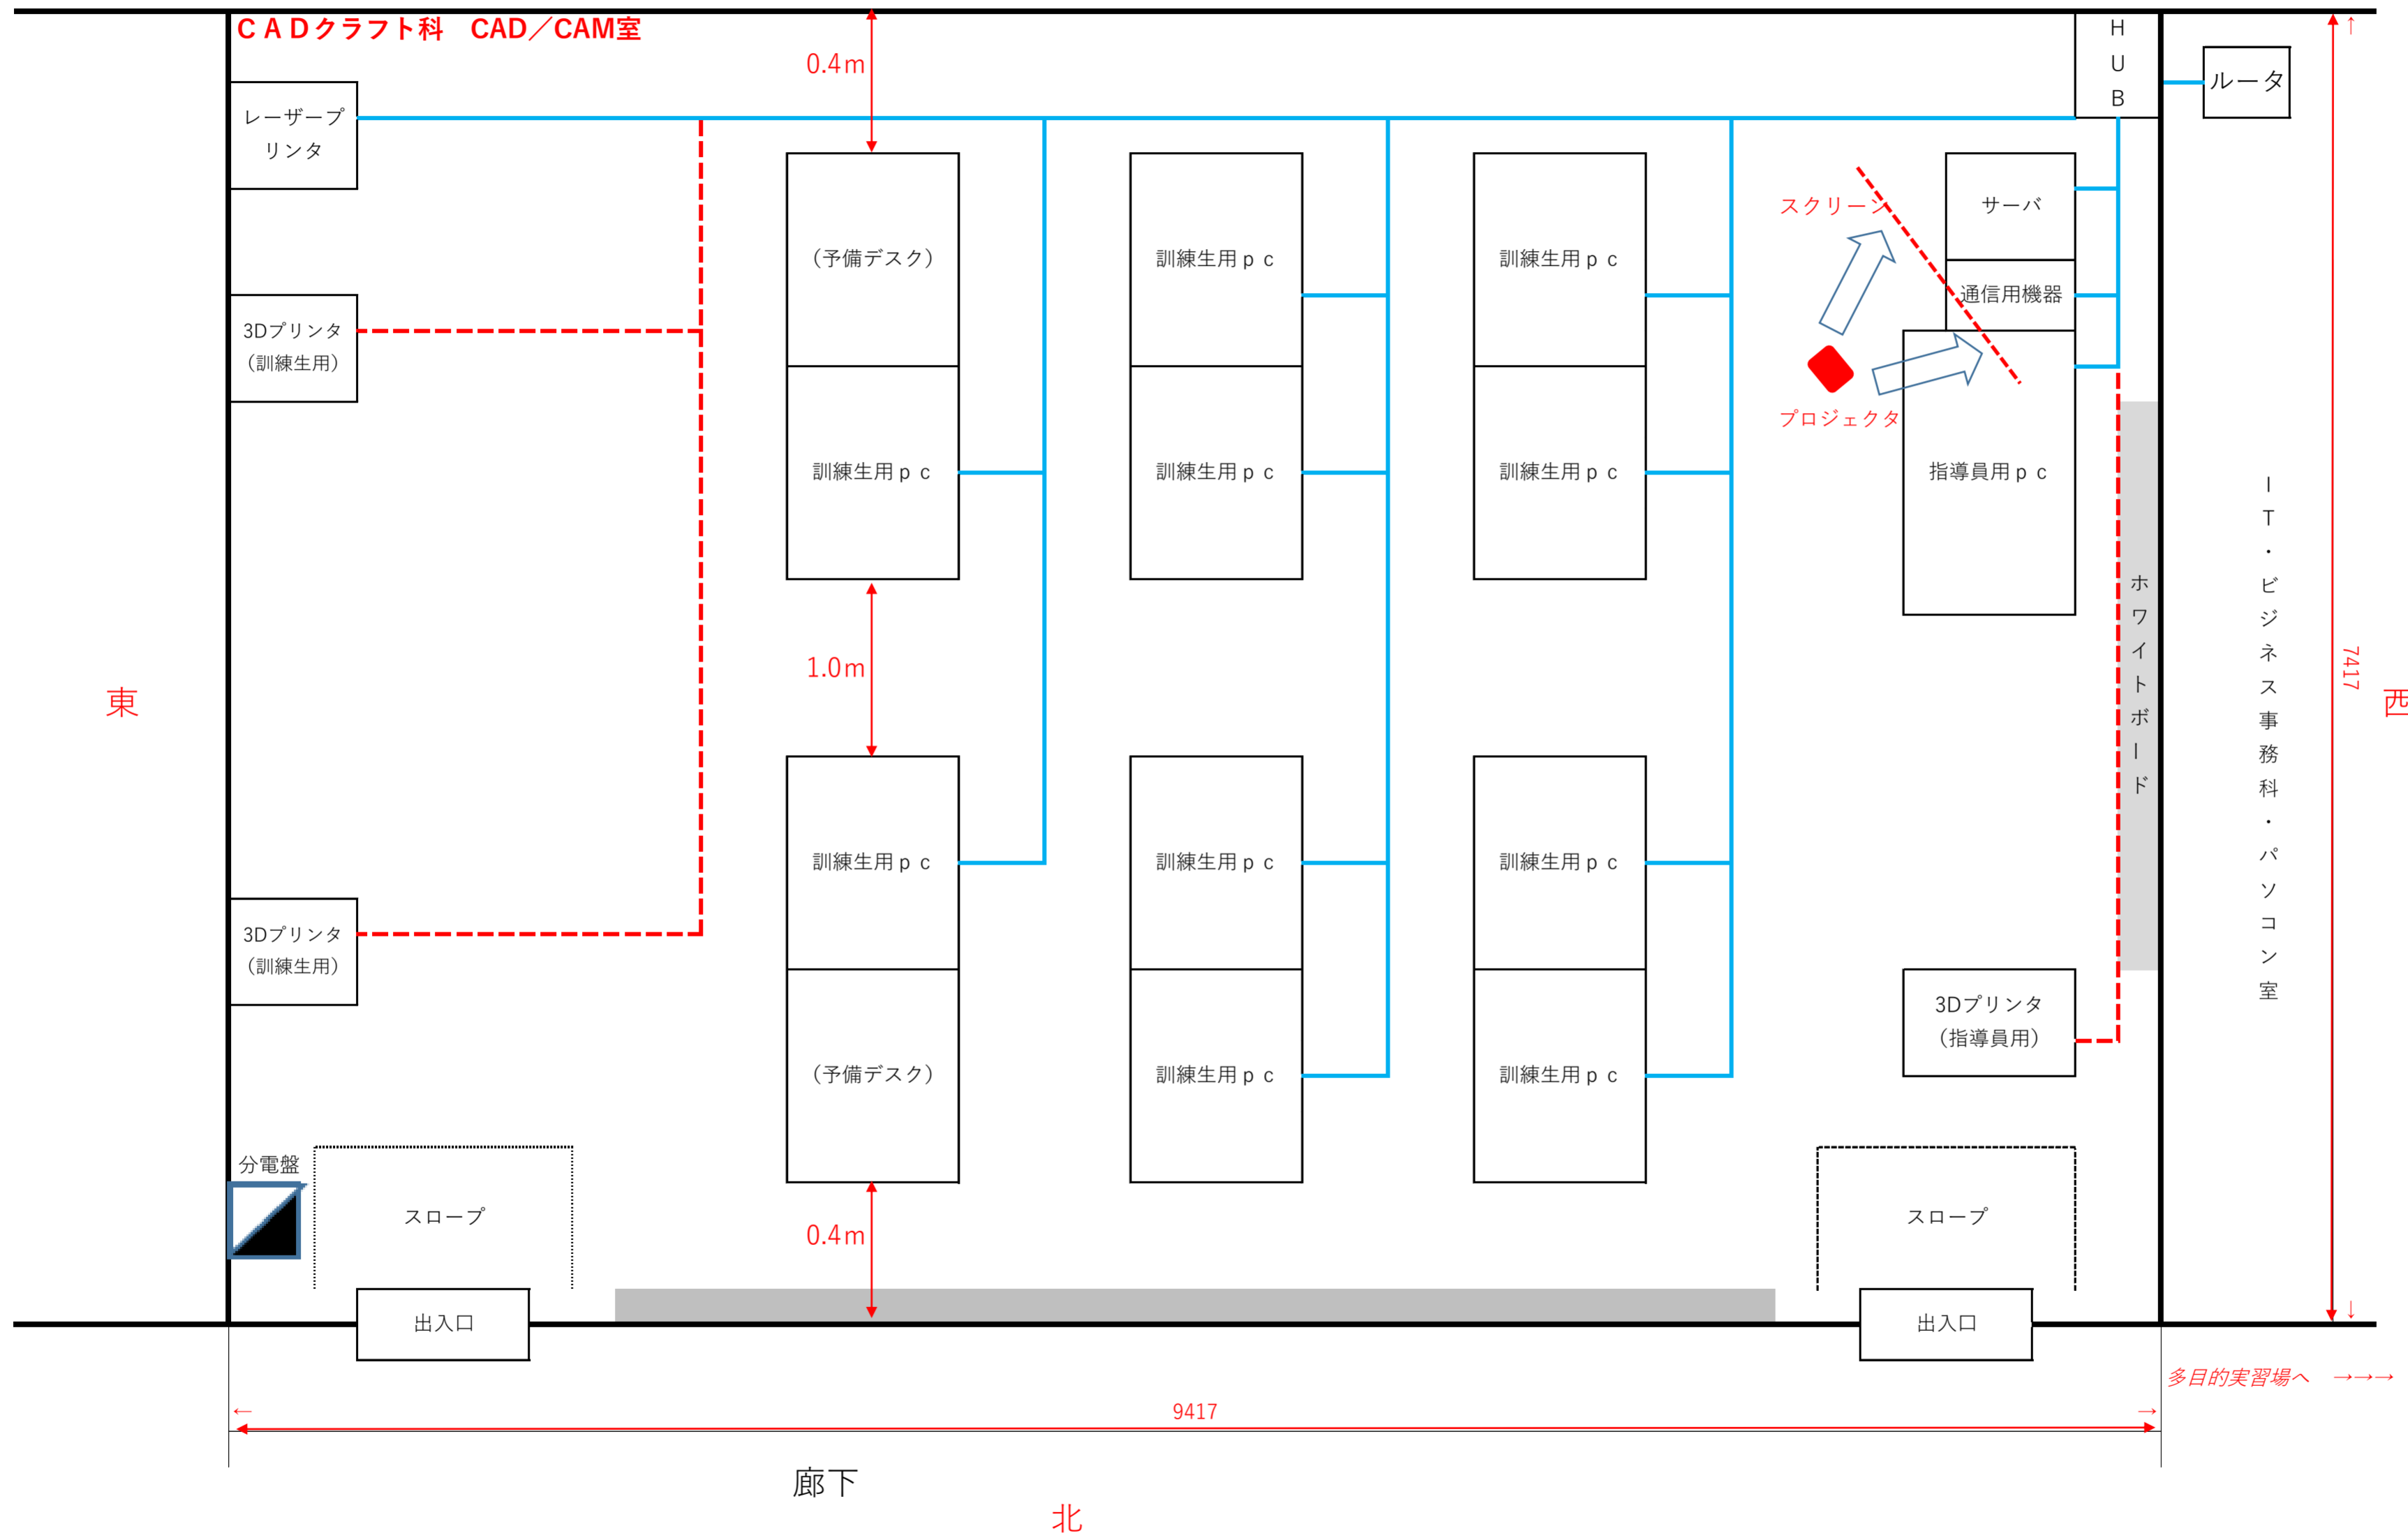 ＣＡＤクラフト科　CAD／CAM室
0.4m
ＨＵＢ
ルータ
レーザープ
リンタ
スクリーン
サーバ
（予備デスク）
訓練生用ｐｃ
訓練生用ｐｃ
通信用機器
3Dプリンタ
（訓練生用）
プロジェクタ
訓練生用ｐｃ
訓練生用ｐｃ
訓練生用ｐｃ
指導員用ｐｃ
ホワイトボード
ＩＴ・ビジネス事務科・パソコン室
7417
↑
↓
1.0m
東
西
訓練生用ｐｃ
訓練生用ｐｃ
訓練生用ｐｃ
3Dプリンタ
（訓練生用）
3Dプリンタ
（指導員用）
（予備デスク）
訓練生用ｐｃ
訓練生用ｐｃ
分電盤
スロープ
スロープ
0.4m
出入口
出入口
多目的実習場へ　→→→
←
9417
→
廊下
北